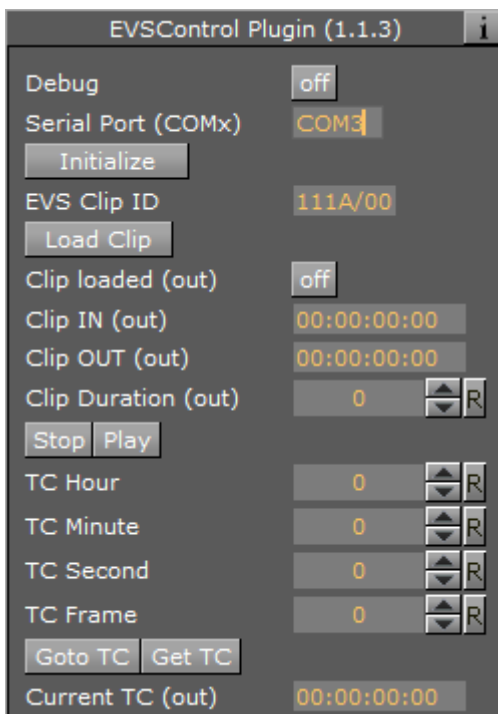 EVSControl Plugin (1.1.3) i
Debug off
Serial Port (COMx) COM3
Initialize
EVS Clip ID 111A/00
Load Clip
Clip loaded (out) off
Clip IN (out) 00:00:00:00
Clip OUT (out) 00:00:00:00
Clip Duration (out) 0 R
Stop Play
TC Hour 0 R
TC Minute 0 R
TC Second 0 R
TC Frame 0 R
Goto TC Get TC
Current TC (out) 00:00:00:00